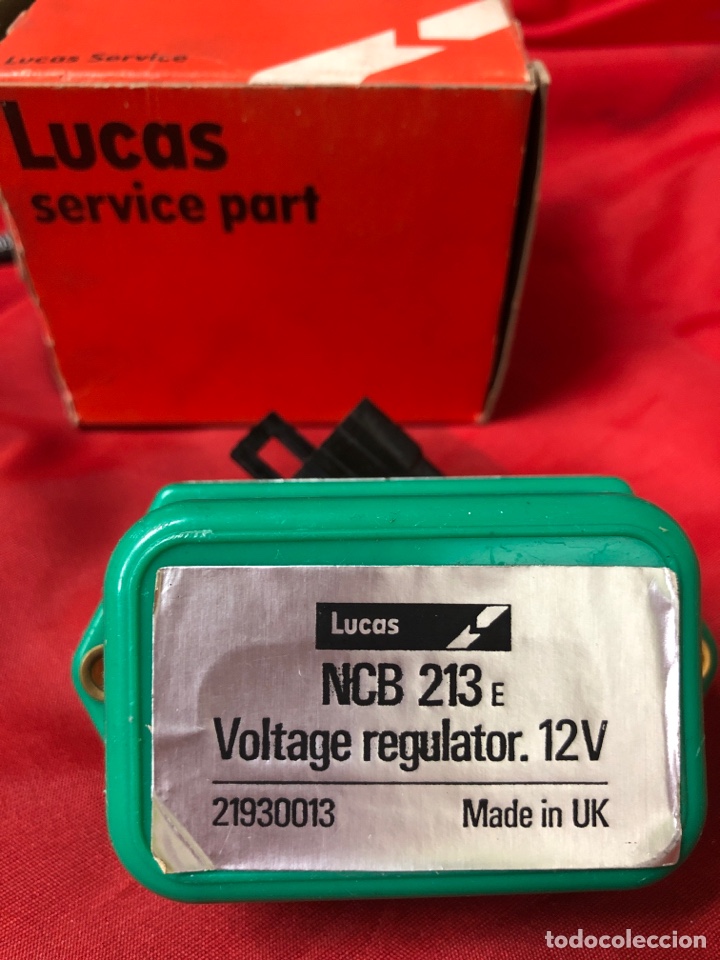 Lucas Service
Lucas
service part
Lucas
NCB 213 E
Voltage regulator. 12V
21930013 Made in UK
todocoleccion